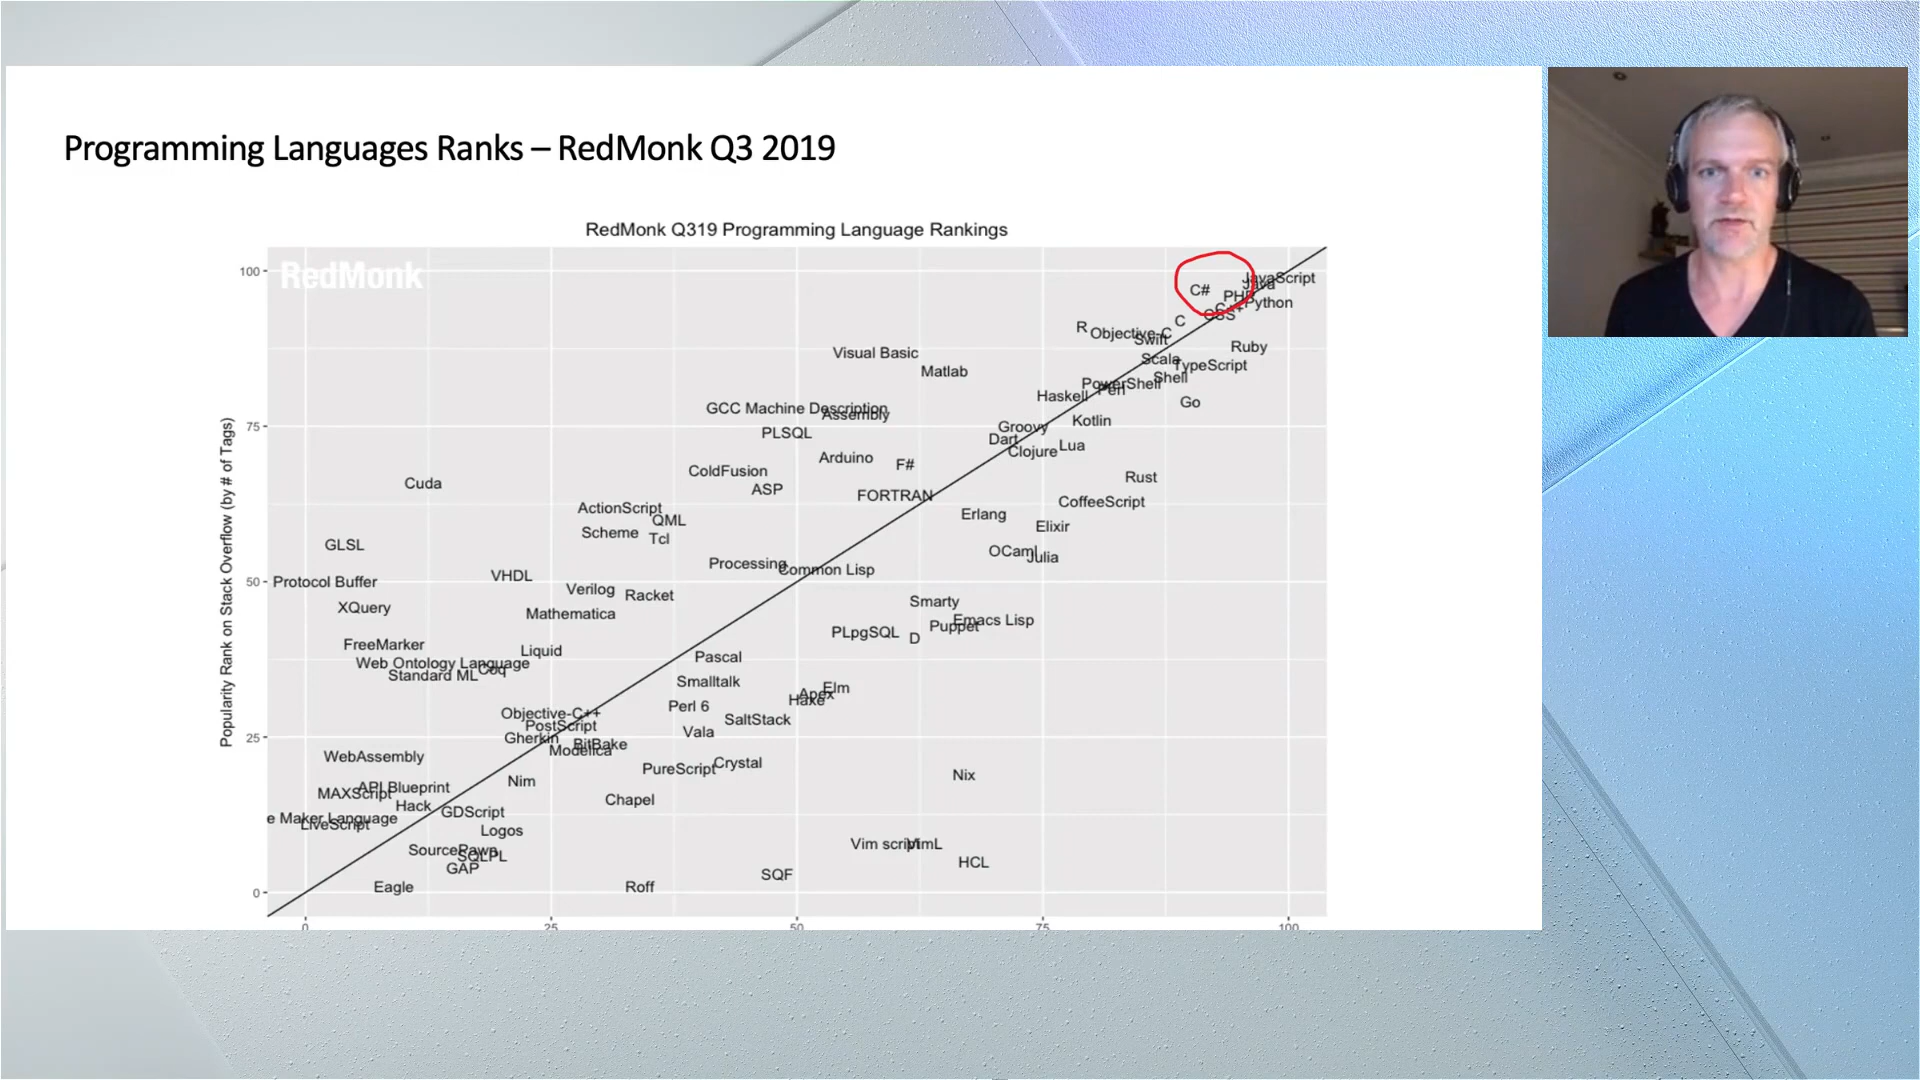 Programming Languages Ranks – RedMonk Q3 2019
RedMonk Q319 Programming Language Rankings
RedMonk
Popularity Rank on Stack Overflow (by # of Tags)
100
75
50
25
0
0 25 50 75 100
JavaScript
Java
C#
PHP
Python
C++
CSS
C
R
Objective-C
Swift
Ruby
Visual Basic
Scala
TypeScript
Matlab
Shell
PowerShell
Perl
Haskell
Go
GCC Machine Description
Assembly
Kotlin
Groovy
PLSQL
Dart
Lua
Clojure
Arduino
F#
ColdFusion
Rust
Cuda
ASP
FORTRAN
CoffeeScript
ActionScript
Erlang
QML
Elixir
Scheme
Tcl
GLSL
OCaml
Julia
Processing
Common Lisp
VHDL
Protocol Buffer
Verilog
Racket
Smarty
XQuery
Mathematica
Emacs Lisp
Puppet
PLpgSQL
D
FreeMarker
Liquid
Pascal
Web Ontology Language
Coq
Standard ML
Smalltalk
Elm
Apex
Haxe
Perl 6
Objective-C++
SaltStack
PostScript
Vala
Gherkin
BitBake
Modelica
WebAssembly
Crystal
PureScript
Nix
Nim
API Blueprint
MAXScript
Chapel
Hack
GDScript
e Maker Language
LiveScript
Logos
Vim script
VimL
SourcePawn
SQLPL
HCL
GAP
SQF
Eagle
Roff